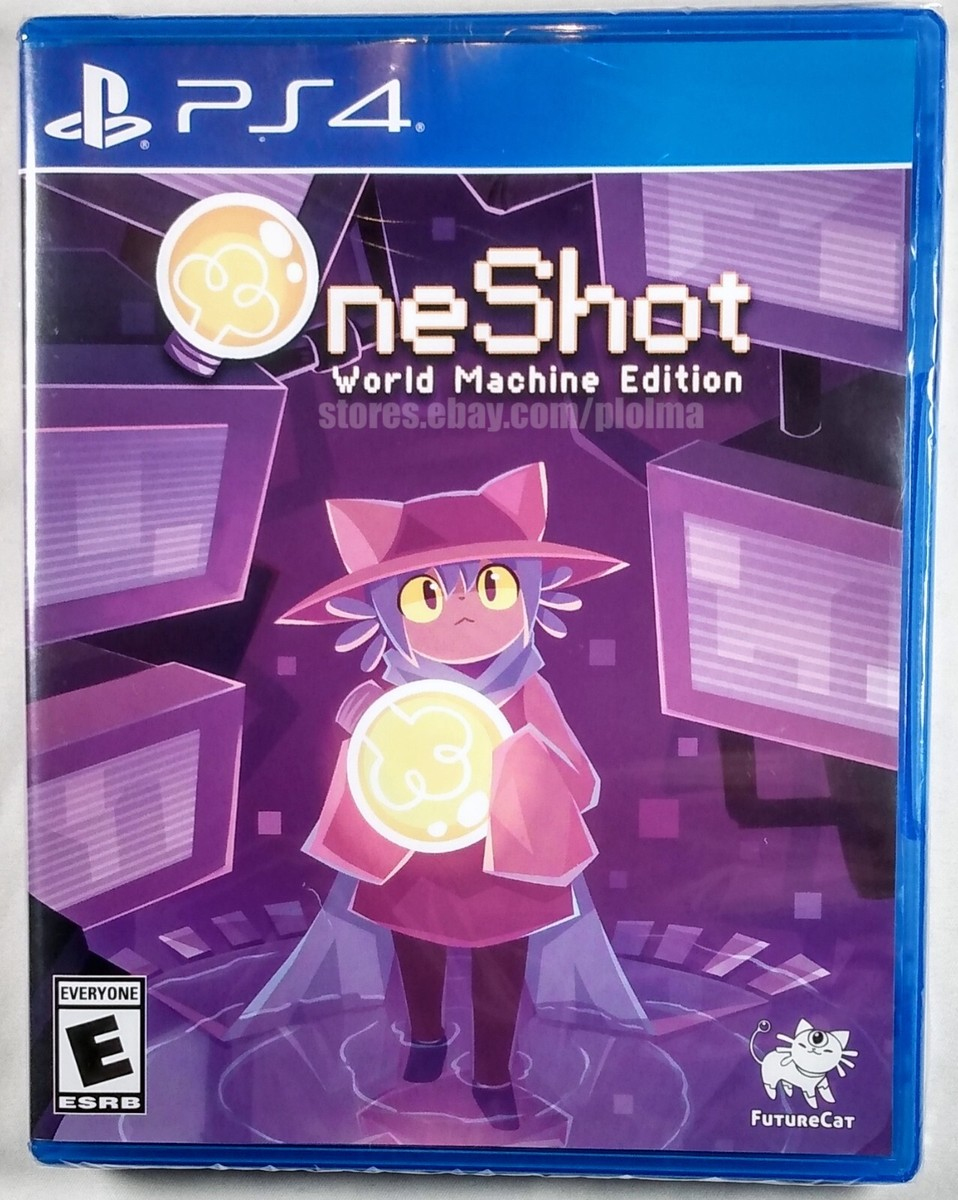 PS4
OneShot
World Machine Edition
stores.ebay.com/ploima
EVERYONE
E
ESRB
FUTURECAT